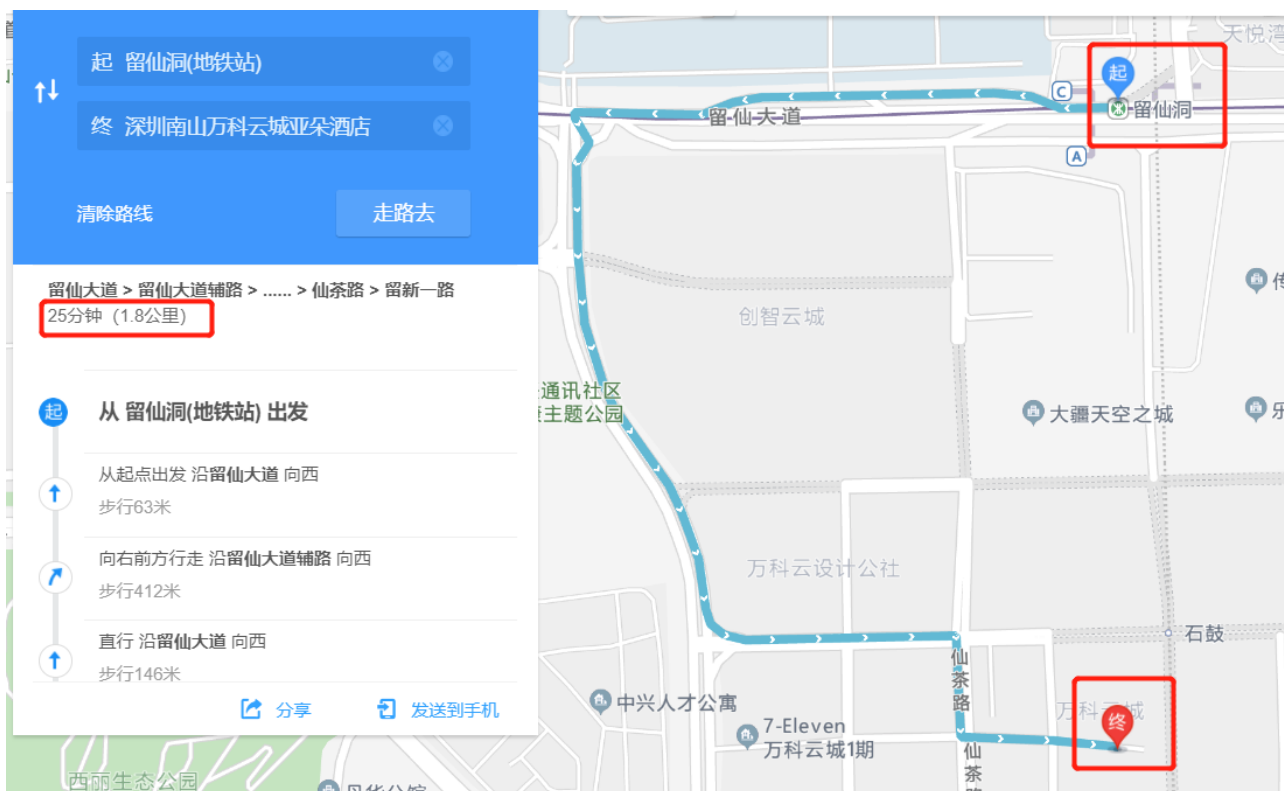 起 留仙洞(地铁站)
终 深圳南山万科云城亚朵酒店
清除路线
走路去
留仙大道 > 留仙大道辅路 > ...... > 仙茶路 > 留新一路
25分钟（1.8公里）
起 从 留仙洞(地铁站) 出发
从起点出发 沿留仙大道 向西
步行63米
向右前方行走 沿留仙大道辅路 向西
步行412米
直行 沿留仙大道 向西
步行146米
分享
发送到手机
西丽生态公园
天悦湾
起
C
留仙洞
留仙大道
A
创智云城
通讯社区
主题公园
大疆天空之城
万科云设计公社
石鼓
仙茶路
中兴人才公寓
7-Eleven
万科云城1期
万科
城
终
仙茶